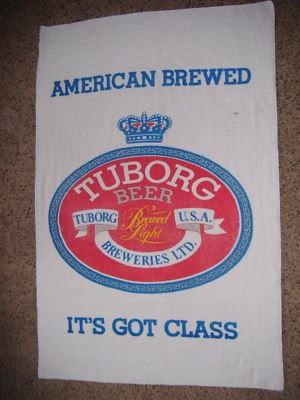 AMERICAN BREWED
TUBORG
BEER
TUBORG Brewed Light U.S.A.
BREWERIES LTD.
IT'S GOT CLASS